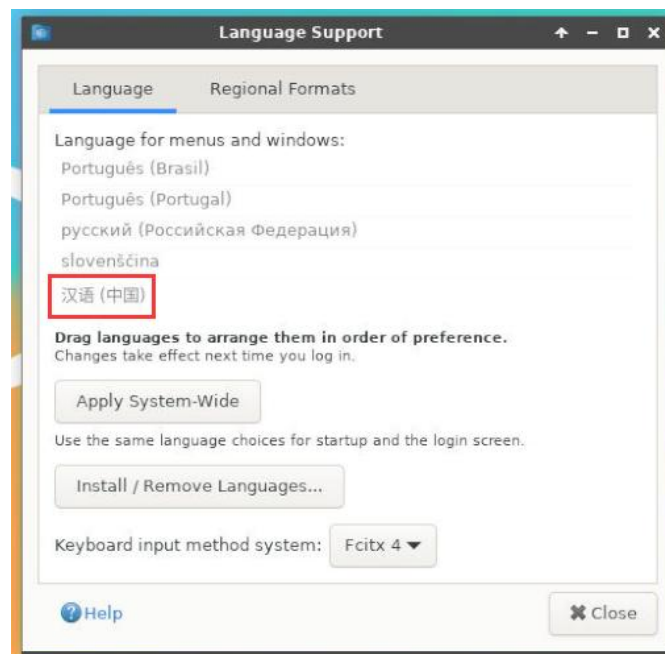 Language Support
Language Regional Formats
Language for menus and windows:
Português (Brasil)
Português (Portugal)
русский (Российская Федерация)
slovenščina
汉语 (中国)
Drag languages to arrange them in order of preference.
Changes take effect next time you log in.
Apply System-Wide
Use the same language choices for startup and the login screen.
Install / Remove Languages...
Keyboard input method system: Fcitx 4
Help Close